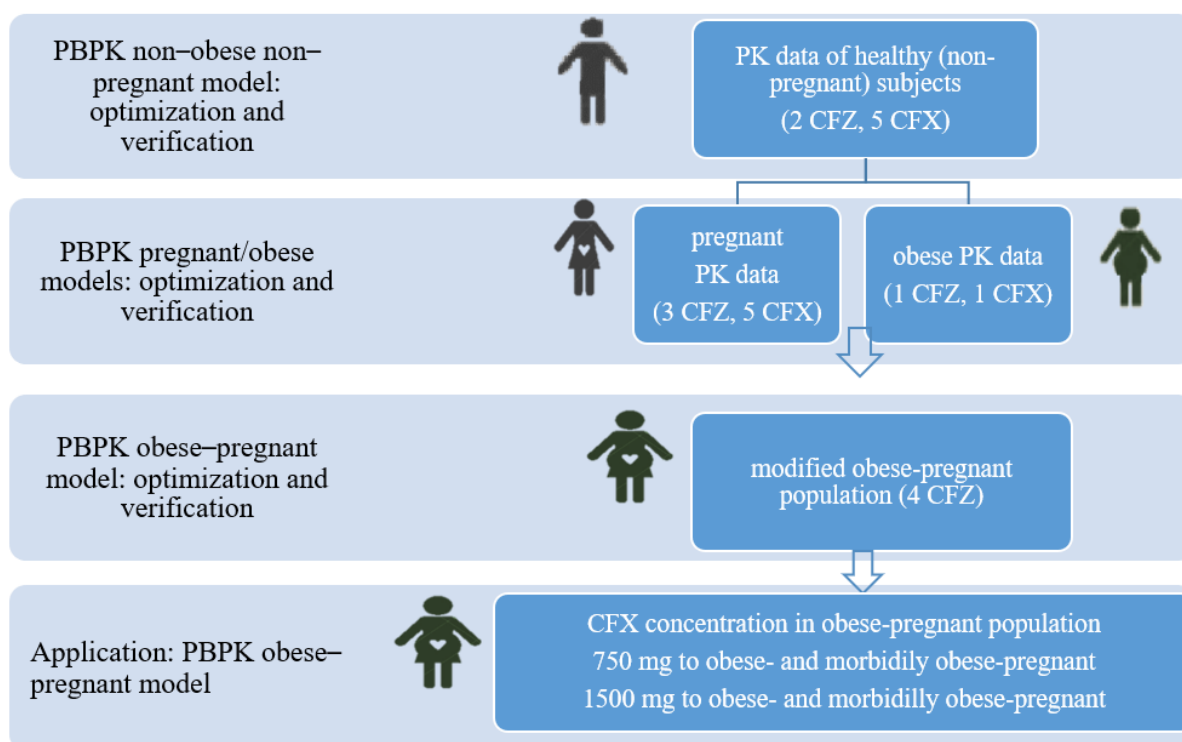 PBPK non–obese non–
pregnant model:
optimization and
verification
PK data of healthy (non-
pregnant) subjects
(2 CFZ, 5 CFX)
PBPK pregnant/obese
models: optimization and
verification
pregnant
PK data
(3 CFZ, 5 CFX)
obese PK data
(1 CFZ, 1 CFX)
PBPK obese–pregnant
model: optimization and
verification
modified obese-pregnant
population (4 CFZ)
Application: PBPK obese–
pregnant model
CFX concentration in obese-pregnant population
750 mg to obese- and morbidily obese-pregnant
1500 mg to obese- and morbidilly obese-pregnant